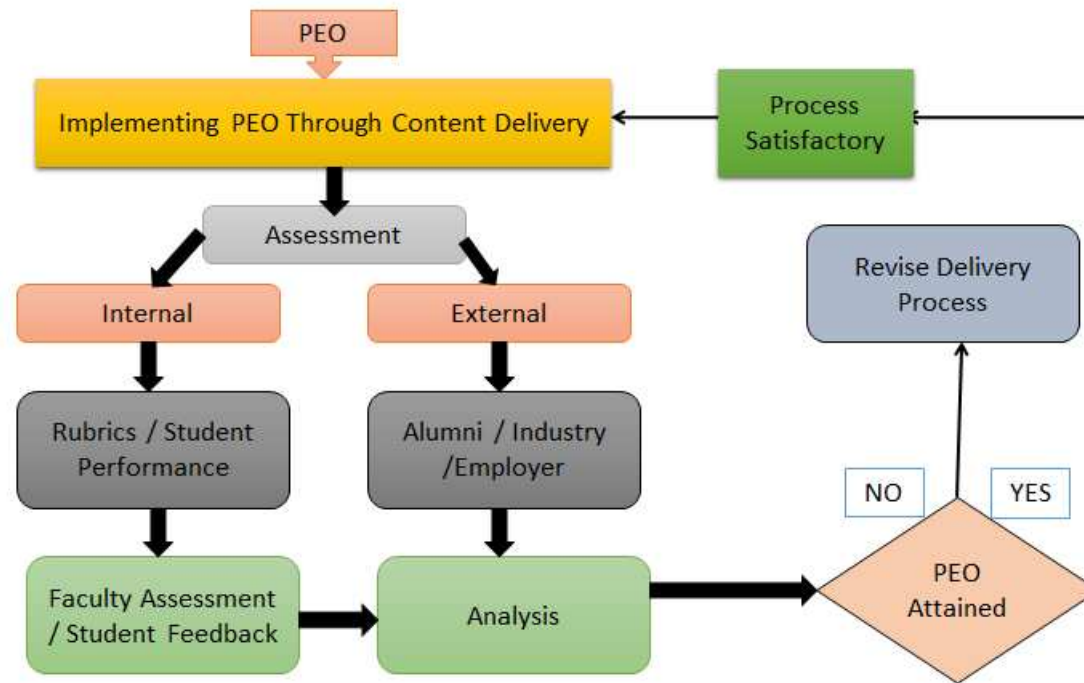 PEO
Implementing PEO Through Content Delivery
Process
Satisfactory
Assessment
Revise Delivery
Process
Internal
External
Rubrics / Student
Performance
Alumni / Industry
/Employer
NO
YES
Faculty Assessment
/ Student Feedback
Analysis
PEO
Attained